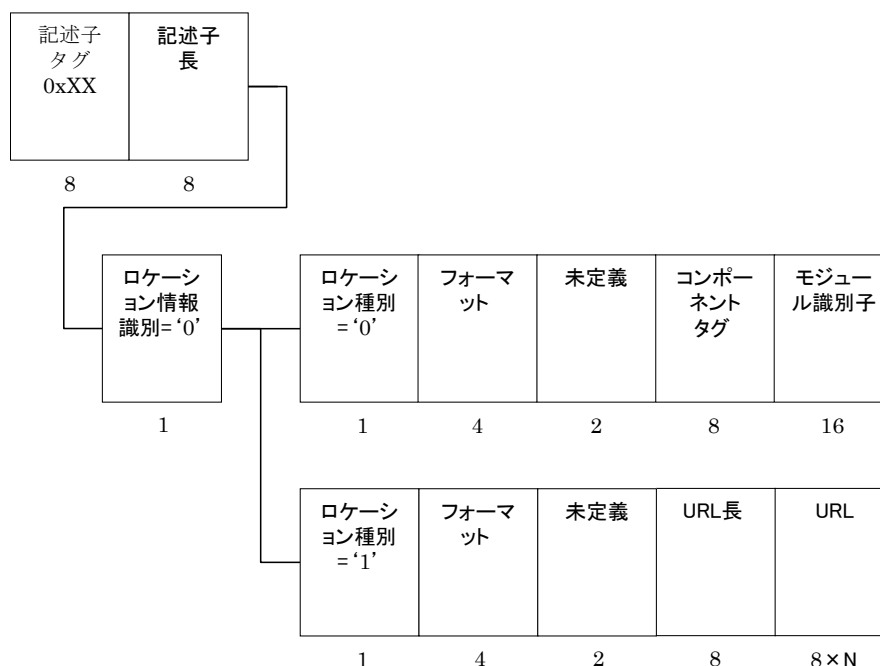 記述子
タグ
0xXX
記述子
長
8
8
ロケーシ
ョン情報
識別=‘0’
ロケーシ
ョン種別
=‘0’
フォーマ
ット
未定義
コンポー
ネント
タグ
モジュー
ル識別子
1
1
4
2
8
16
ロケーシ
ョン種別
=‘1’
フォーマ
ット
未定義
URL長
URL
1
4
2
8
8×N